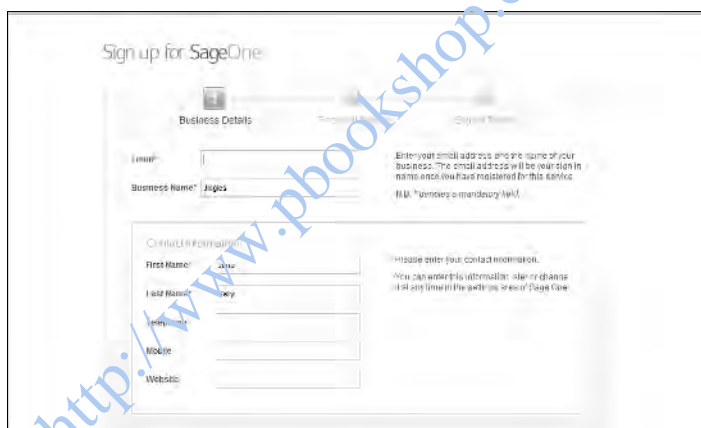 Sign up for SageOne
Business Details
Email*
Business Name* Jingles
Enter your email address and the name of your
business. The email address will be your sign in
name once you have registered for this service.
N.B. * denotes a mandatory field.
Contact Information
First Name*
Last Name*
Telephone
Mobile
Website
Please enter your contact information.
You can enter this information later or change
it at any time in the settings area of Sage One
http://www.pbookshop.